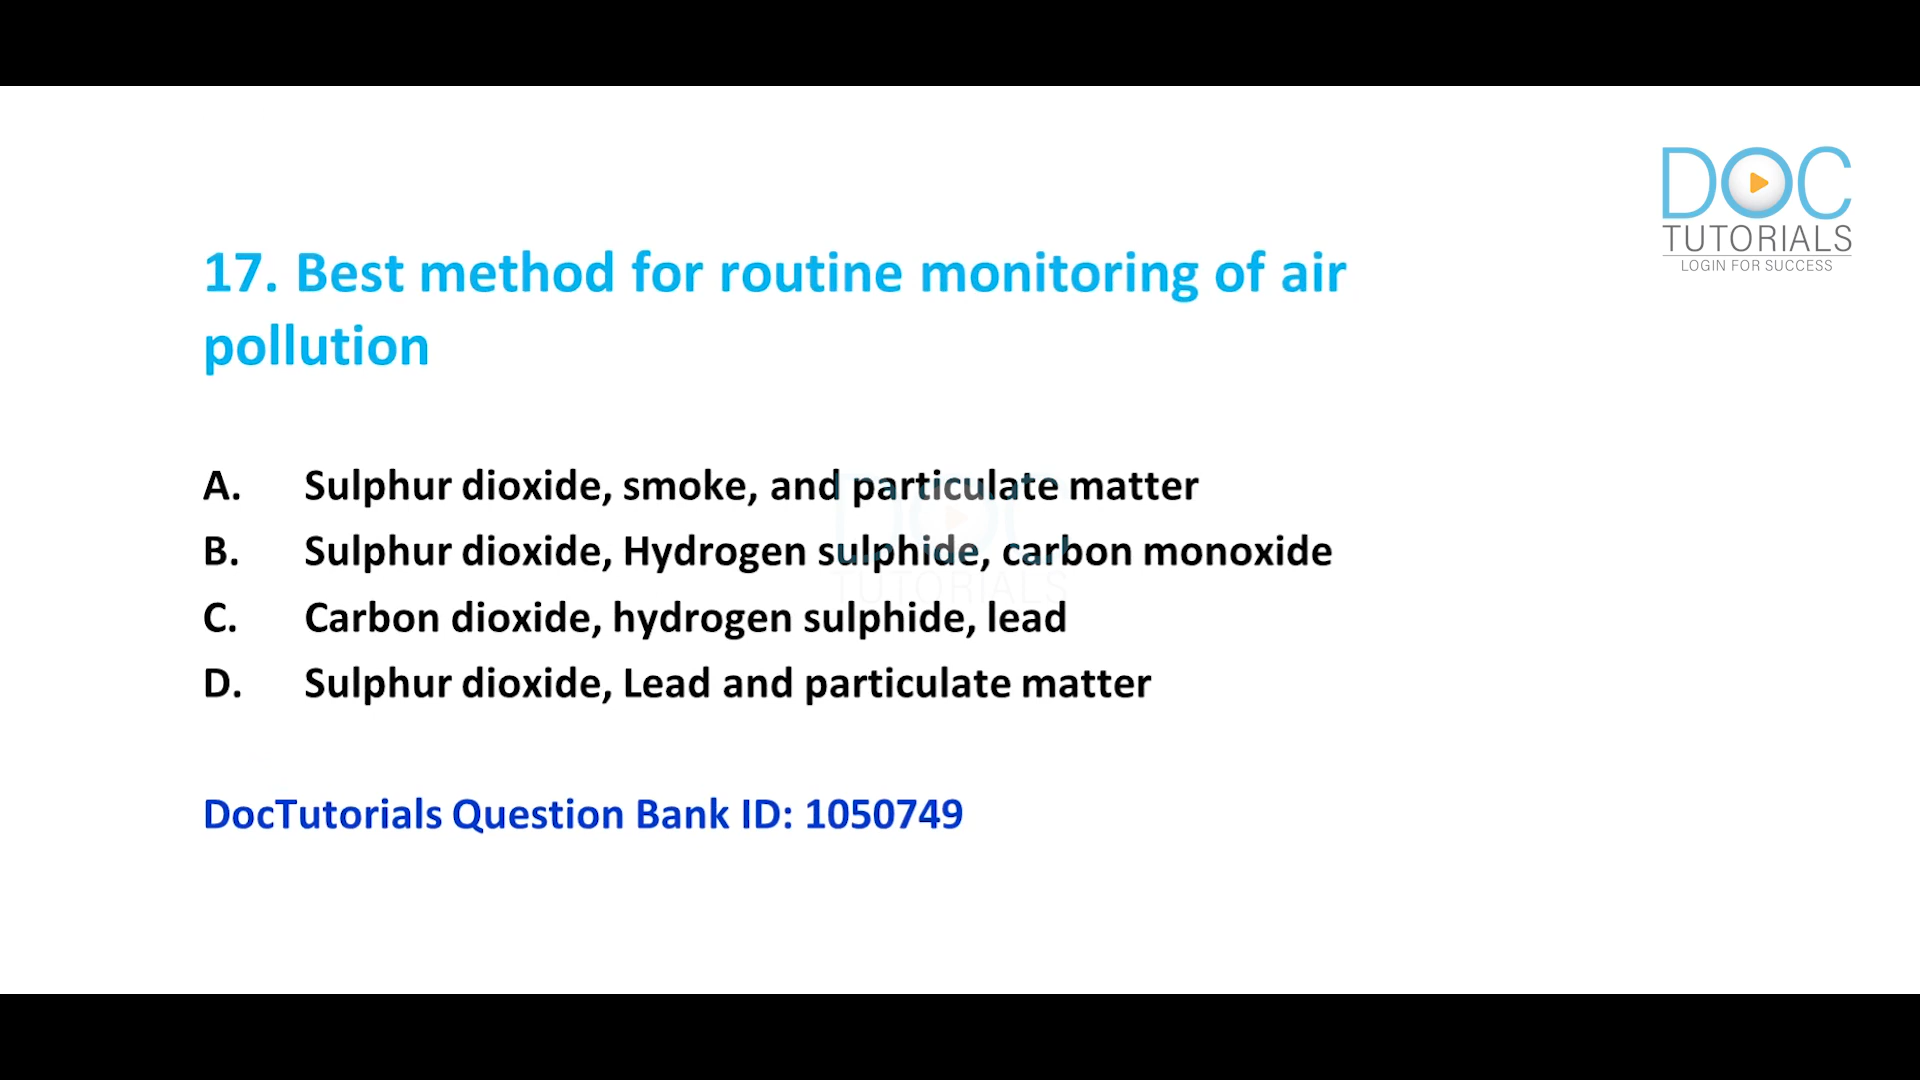 DOC
TUTORIALS
LOGIN FOR SUCCESS
17. Best method for routine monitoring of air
pollution
A. Sulphur dioxide, smoke, and particulate matter
B. Sulphur dioxide, Hydrogen sulphide, carbon monoxide
C. Carbon dioxide, hydrogen sulphide, lead
D. Sulphur dioxide, Lead and particulate matter
DOC
TUTORIALS
DocTutorials Question Bank ID: 1050749